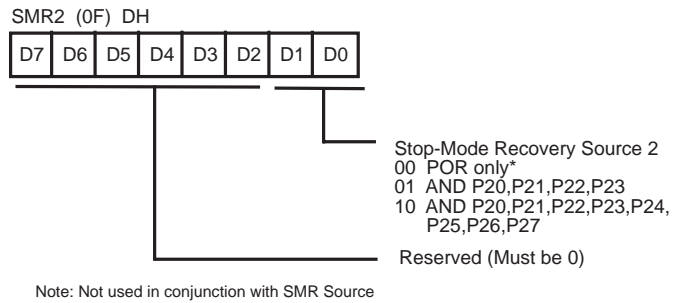 SMR2 (0F) DH
D7 D6 D5 D4 D3 D2 D1 D0
Stop-Mode Recovery Source 2
00 POR only*
01 AND P20,P21,P22,P23
10 AND P20,P21,P22,P23,P24,
P25,P26,P27
Reserved (Must be 0)
Note: Not used in conjunction with SMR Source